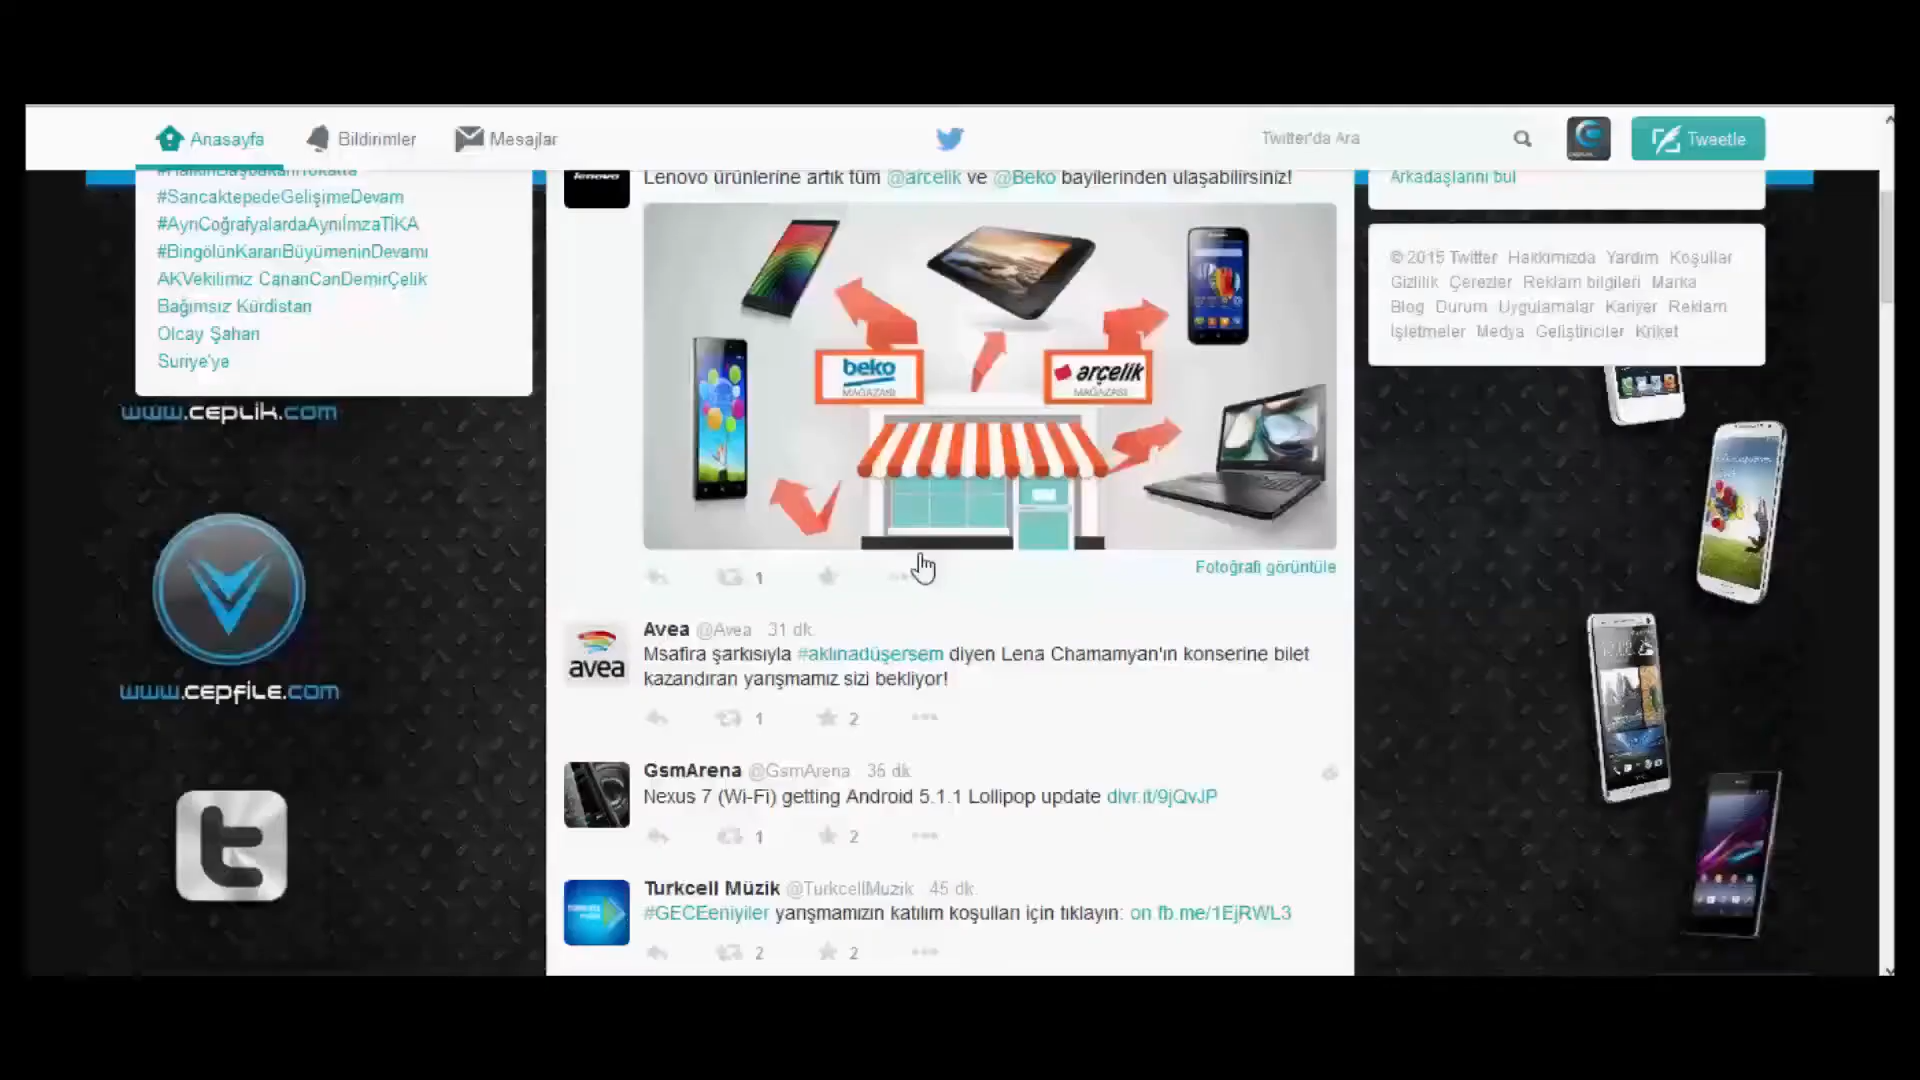 Anasayfa
Bildirimler
Mesajlar
Twitter'da Ara
Tweetle
#SancaktepedeGelişimeDevam
#AyrıCoğrafyalardaAynıİmzaTİKA
#BingölünKararıBüyümeninDevamı
AKVekilimiz CananCanDemirÇelik
Bağımsız Kürdistan
Olcay Şahan
Suriye'ye
www.ceplik.com
www.cepfile.com
lenovo
Lenovo ürünlerine artık tüm @arcelik ve @Beko bayilerinden ulaşabilirsiniz!
beko
MAĞAZASI
arçelik
MAĞAZASI
1
Fotoğrafı görüntüle
avea
Avea @Avea 31 dk.
Msafira şarkısıyla #aklınadüşersem diyen Lena Chamamyan'ın konserine bilet
kazandıran yarışmamız sizi bekliyor!
1 2
GsmArena @GsmArena 35 dk.
Nexus 7 (Wi-Fi) getting Android 5.1.1 Lollipop update dlvr.it/9jQvJP
1 2
Turkcell Müzik @TurkcellMuzik 45 dk.
#GECEeniyiler yarışmamızın katılım koşulları için tıklayın: on fb.me/1EjRWL3
2 2
Arkadaşlarını bul
© 2015 Twitter Hakkımızda Yardım Koşullar
Gizlilik Çerezler Reklam bilgileri Marka
Blog Durum Uygulamalar Kariyer Reklam
İşletmeler Medya Geliştiriciler Kriket